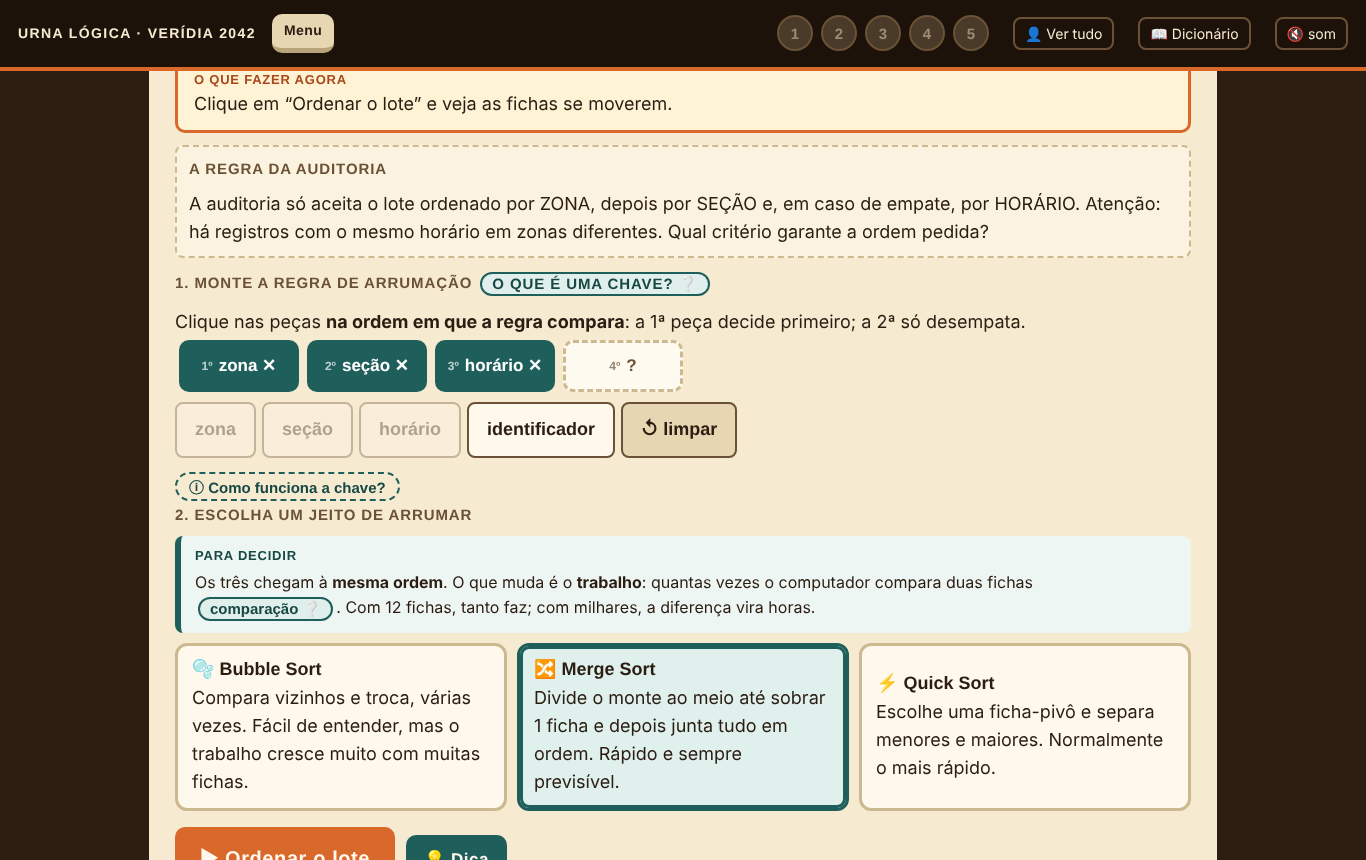 URNA LÓGICA · VERÍDIA 2042
Menu
1 2 3 4 5
Ver tudo
Dicionário
som
O QUE FAZER AGORA
Clique em “Ordenar o lote” e veja as fichas se moverem.
A REGRA DA AUDITORIA
A auditoria só aceita o lote ordenado por ZONA, depois por SEÇÃO e, em caso de empate, por HORÁRIO. Atenção:
há registros com o mesmo horário em zonas diferentes. Qual critério garante a ordem pedida?
1. MONTE A REGRA DE ARRUMAÇÃO O QUE É UMA CHAVE? ❔
Clique nas peças na ordem em que a regra compara: a 1ª peça decide primeiro; a 2ª só desempata.
1º zona ✕ 2º seção ✕ 3º horário ✕ 4º ?
zona seção horário identificador ↺ limpar
ⓘ Como funciona a chave?
2. ESCOLHA UM JEITO DE ARRUMAR
PARA DECIDIR
Os três chegam à mesma ordem. O que muda é o trabalho: quantas vezes o computador compara duas fichas
comparação ❔ . Com 12 fichas, tanto faz; com milhares, a diferença vira horas.
Bubble Sort
Compara vizinhos e troca, várias
vezes. Fácil de entender, mas o
trabalho cresce muito com muitas
fichas.
Merge Sort
Divide o monte ao meio até sobrar
1 ficha e depois junta tudo em
ordem. Rápido e sempre
previsível.
Quick Sort
Escolhe uma ficha-pivô e separa
menores e maiores. Normalmente
o mais rápido.
▶ Ordenar o lote
Dica